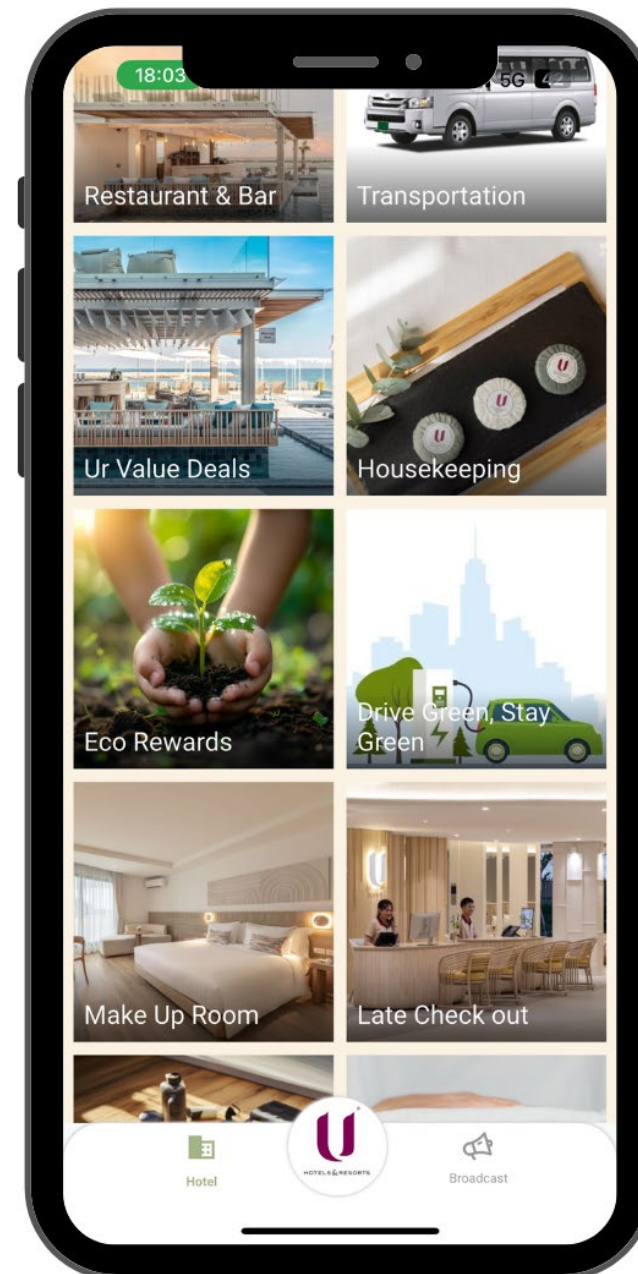 18:03
5G 42
Restaurant & Bar
Transportation
Ur Value Deals
Housekeeping
Eco Rewards
Drive Green, Stay
Green
Make Up Room
Late Check out
Hotel
U
HOTELS & RESORTS
Broadcast